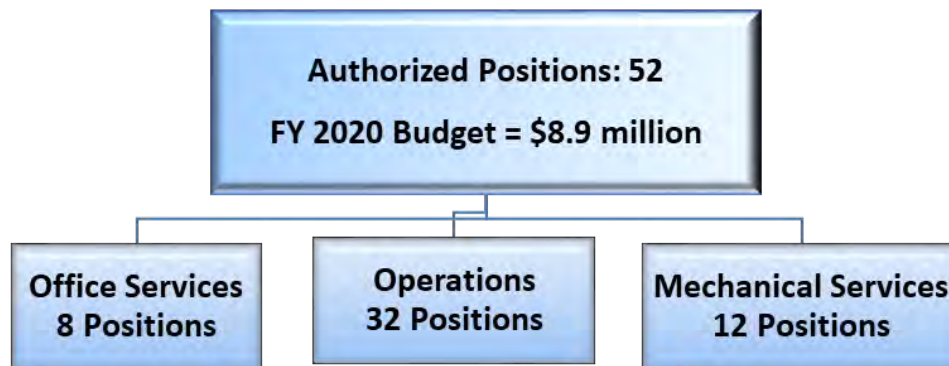 Authorized Positions: 52
FY 2020 Budget = $8.9 million
Office Services
8 Positions
Operations
32 Positions
Mechanical Services
12 Positions